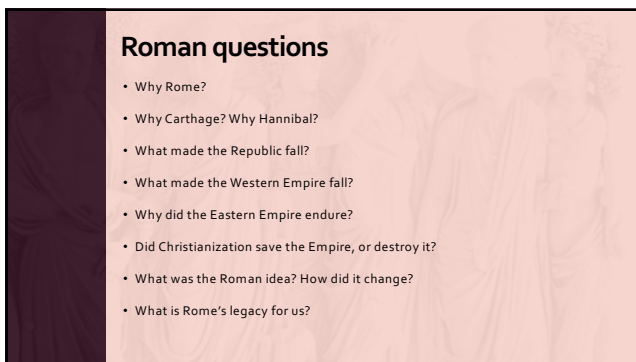 Roman questions
• Why Rome?
• Why Carthage? Why Hannibal?
• What made the Republic fall?
• What made the Western Empire fall?
• Why did the Eastern Empire endure?
• Did Christianization save the Empire, or destroy it?
• What was the Roman idea? How did it change?
• What is Rome's legacy for us?